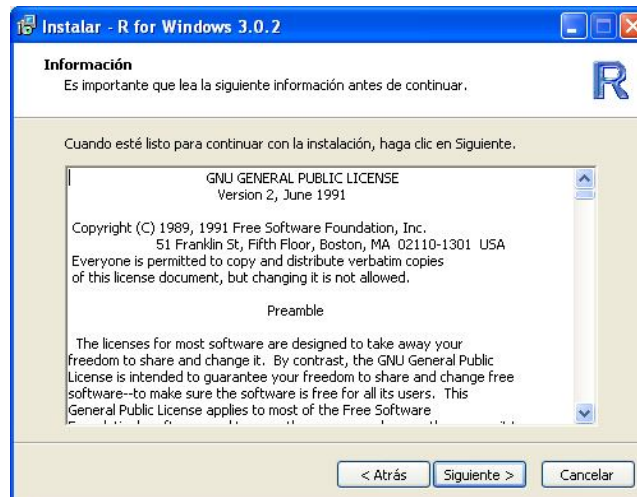 Instalar - R for Windows 3.0.2
Información
Es importante que lea la siguiente información antes de continuar.
R
Cuando esté listo para continuar con la instalación, haga clic en Siguiente.
GNU GENERAL PUBLIC LICENSE
Version 2, June 1991
Copyright (C) 1989, 1991 Free Software Foundation, Inc.
51 Franklin St, Fifth Floor, Boston, MA 02110-1301 USA
Everyone is permitted to copy and distribute verbatim copies
of this license document, but changing it is not allowed.
Preamble
The licenses for most software are designed to take away your
freedom to share and change it. By contrast, the GNU General Public
License is intended to guarantee your freedom to share and change free
software--to make sure the software is free for all its users. This
General Public License applies to most of the Free Software
< Atrás
Siguiente >
Cancelar